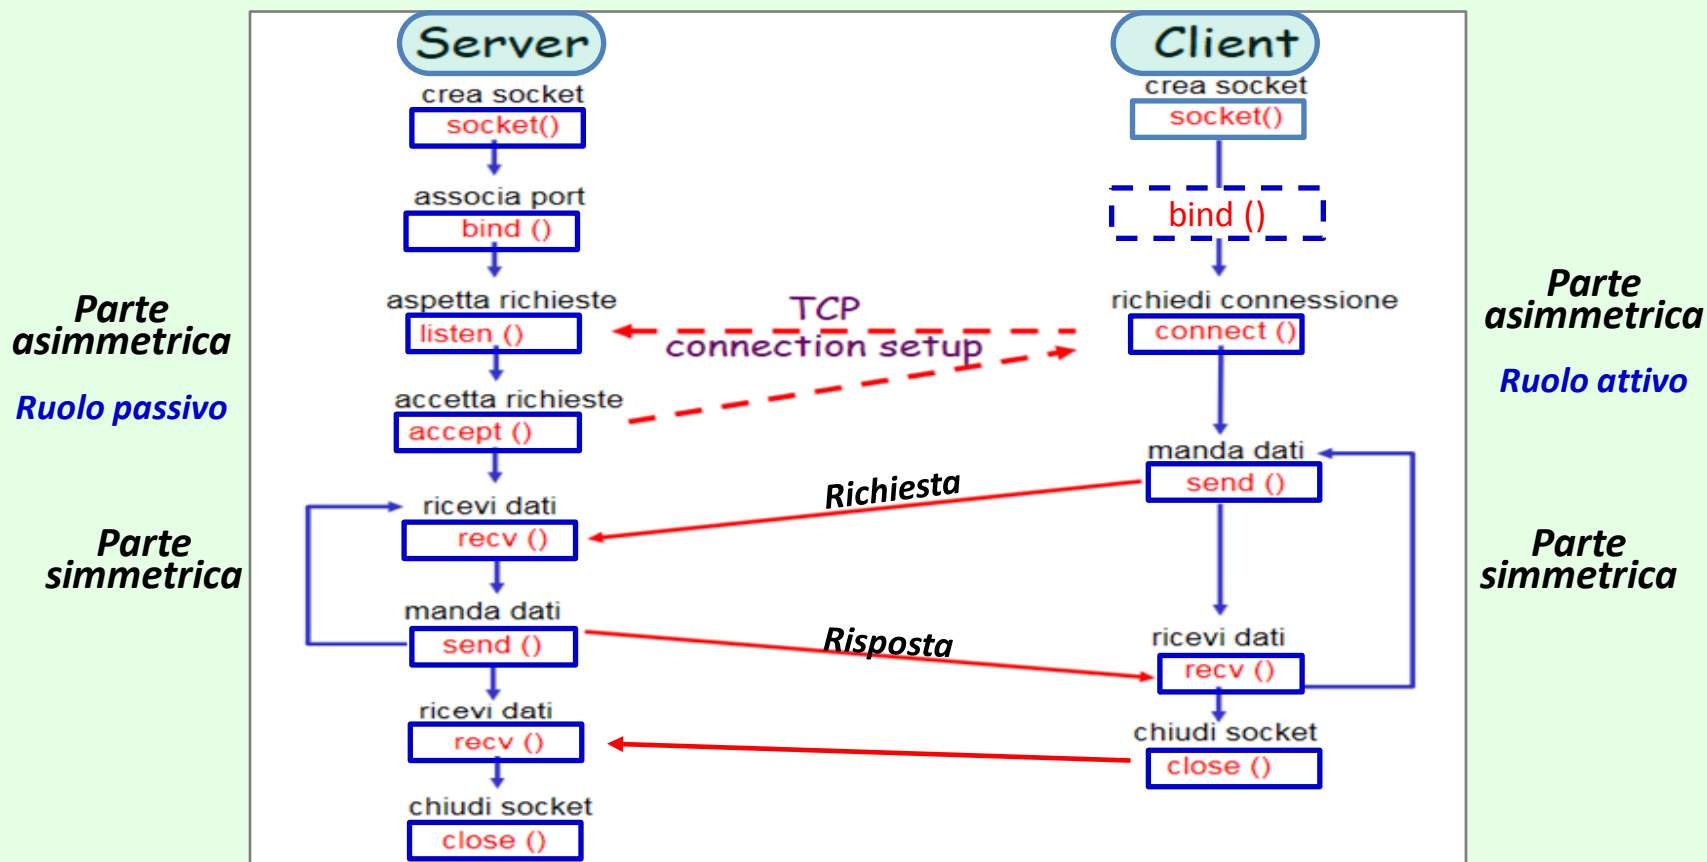 Server
crea socket
socket()
associa port
bind ()
aspetta richieste
listen ()
accetta richieste
accept ()
ricevi dati
recv ()
manda dati
send ()
ricevi dati
recv ()
chiudi socket
close ()
Client
crea socket
socket()
bind ()
richiedi connessione
connect ()
manda dati
send ()
ricevi dati
recv ()
chiudi socket
close ()
TCP
connection setup
Richiesta
Risposta
Parte
asimmetrica
Ruolo passivo
Parte
simmetrica
Parte
asimmetrica
Ruolo attivo
Parte
simmetrica